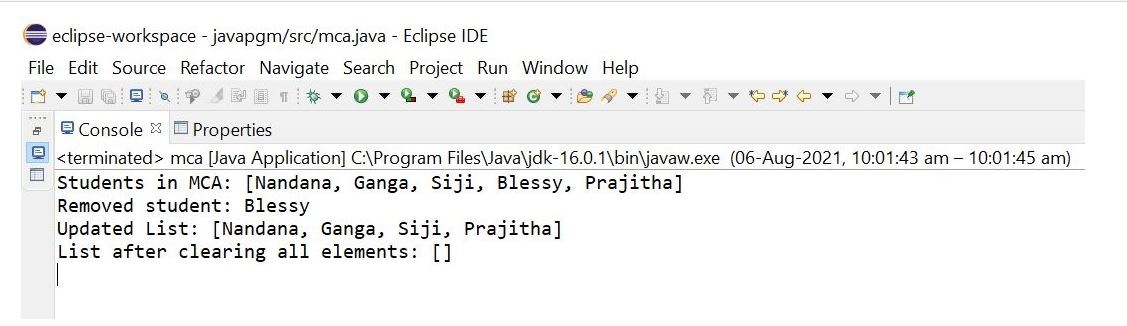 eclipse-workspace - javapgm/src/mca.java - Eclipse IDE
File Edit Source Refactor Navigate Search Project Run Window Help
Console Properties
<terminated> mca [Java Application] C:\Program Files\Java\jdk-16.0.1\bin\javaw.exe (06-Aug-2021, 10:01:43 am – 10:01:45 am)
Students in MCA: [Nandana, Ganga, Siji, Blessy, Prajitha]
Removed student: Blessy
Updated List: [Nandana, Ganga, Siji, Prajitha]
List after clearing all elements: []